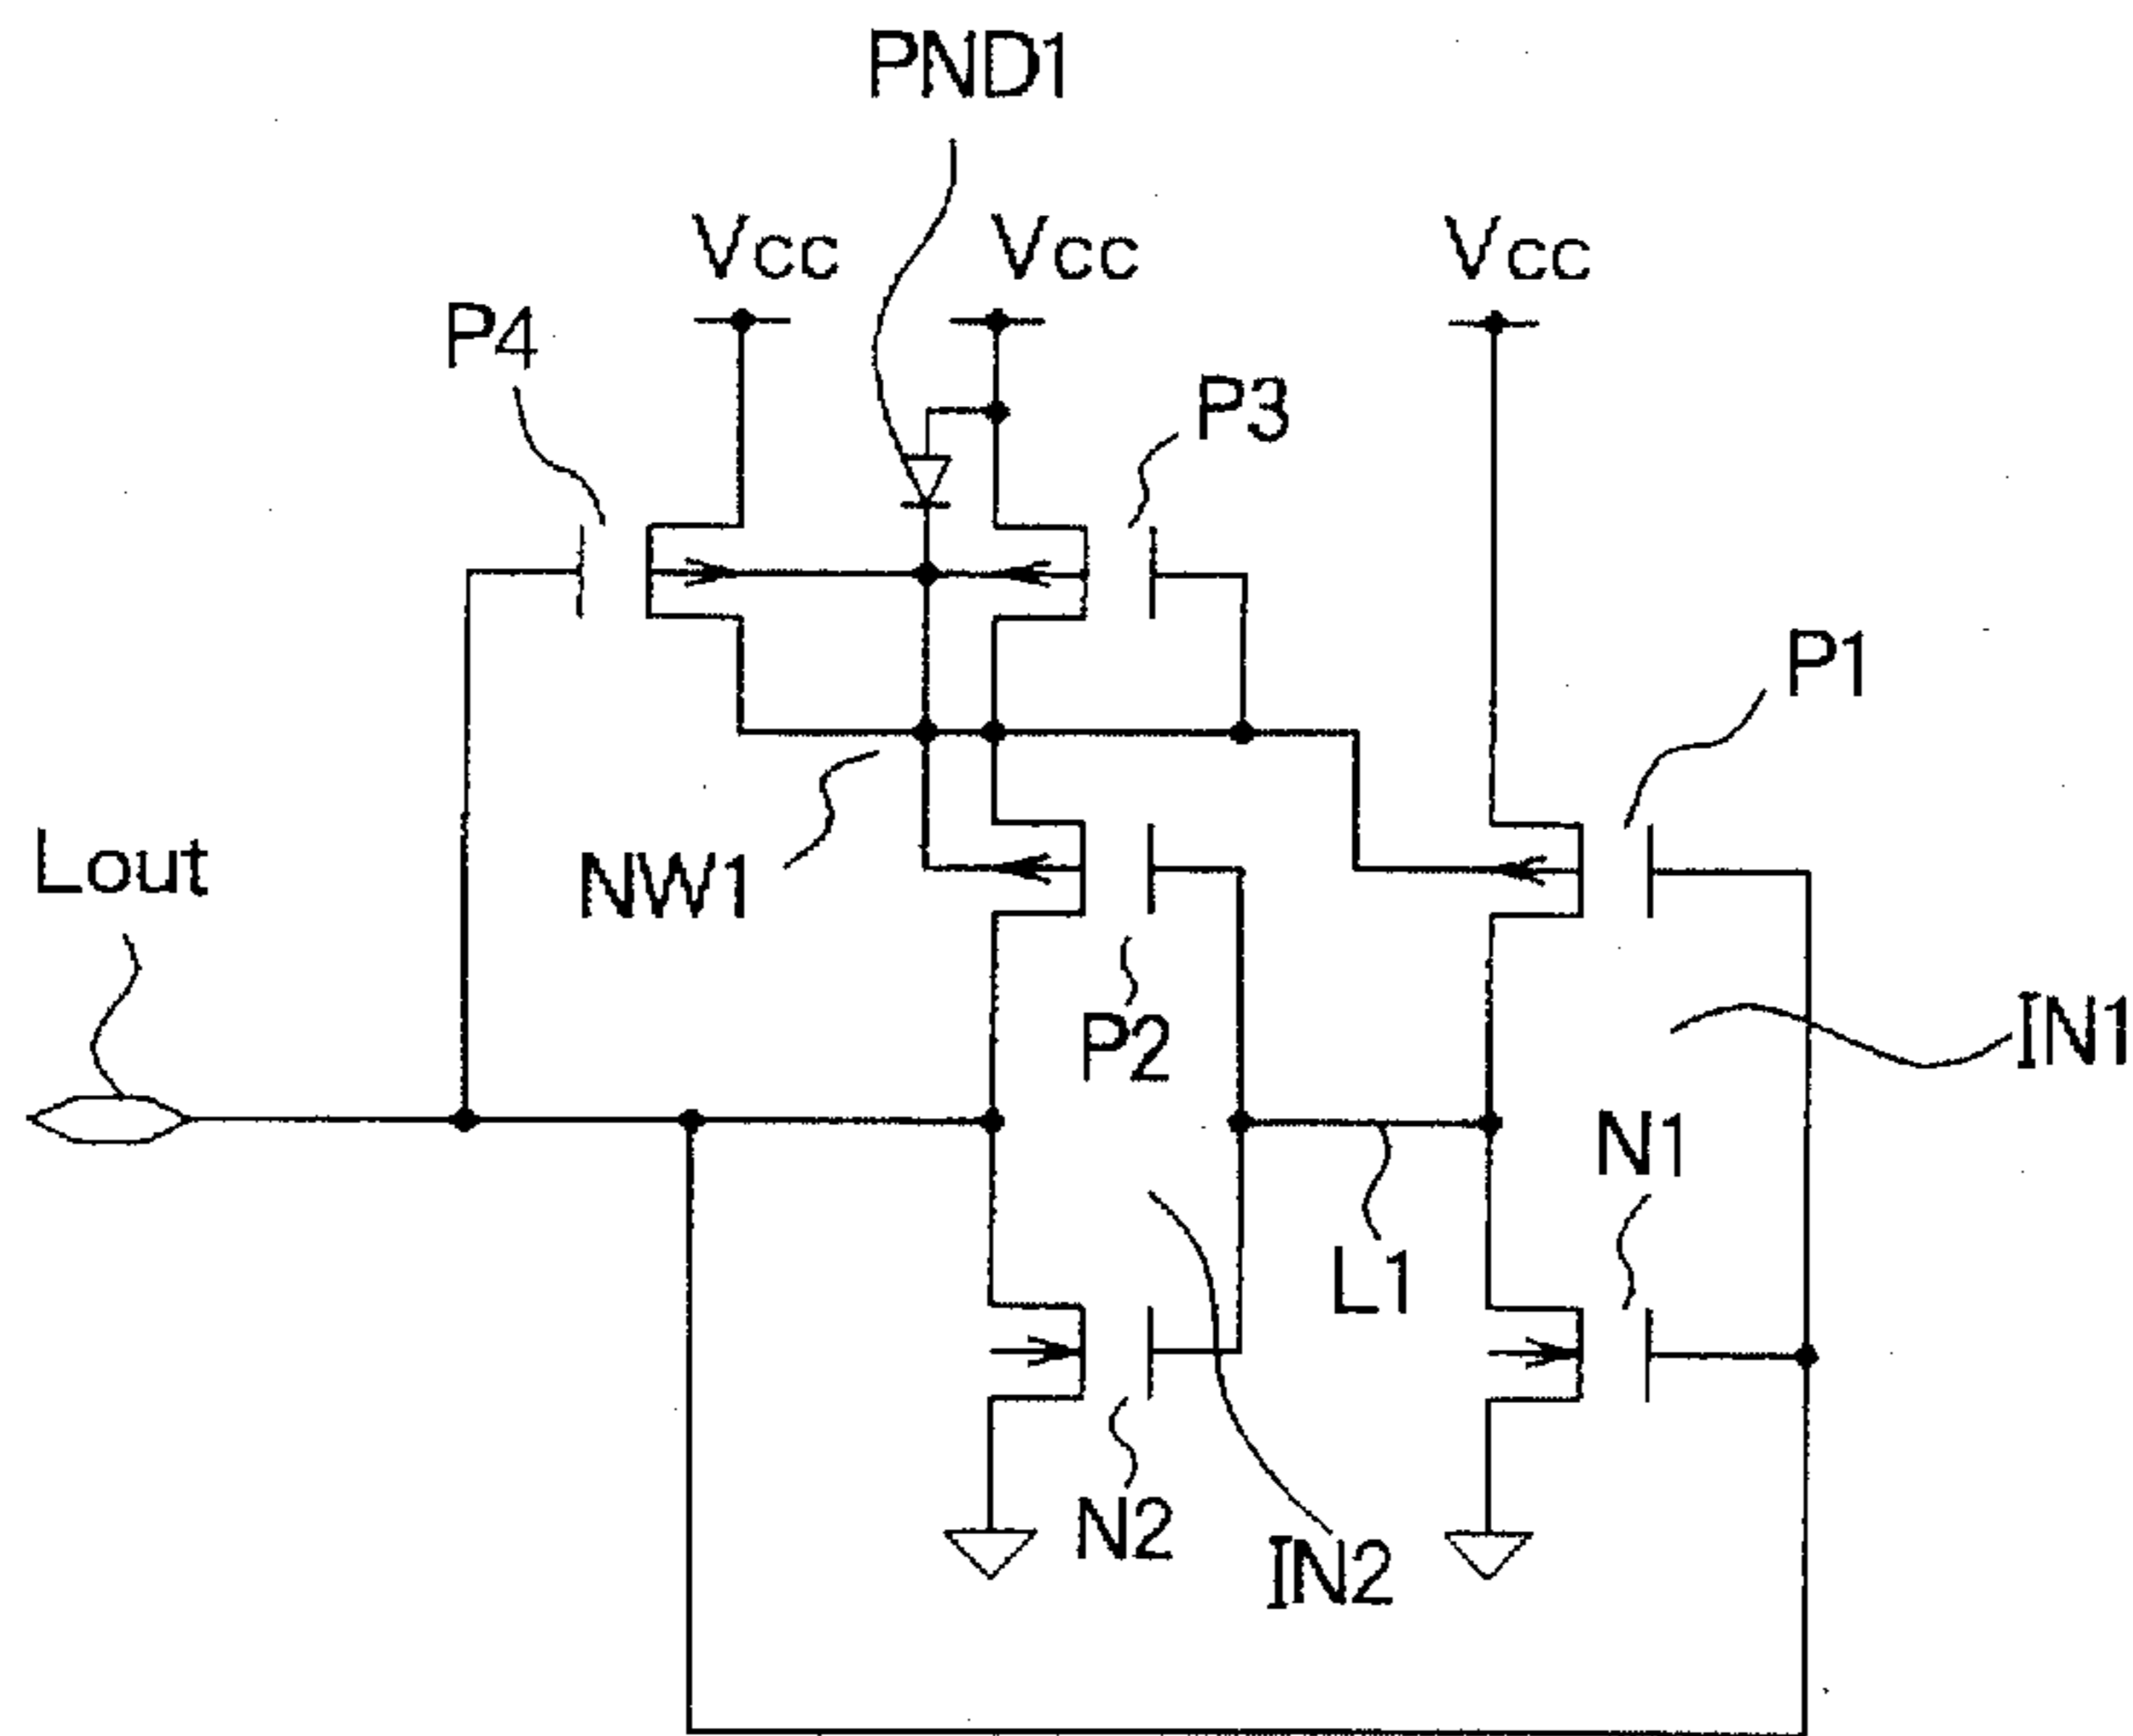 PND1
Vcc
Vcc
Vcc
P4
P3
P1
Lout
NW1
P2
IN1
N1
L1
N2
IN2